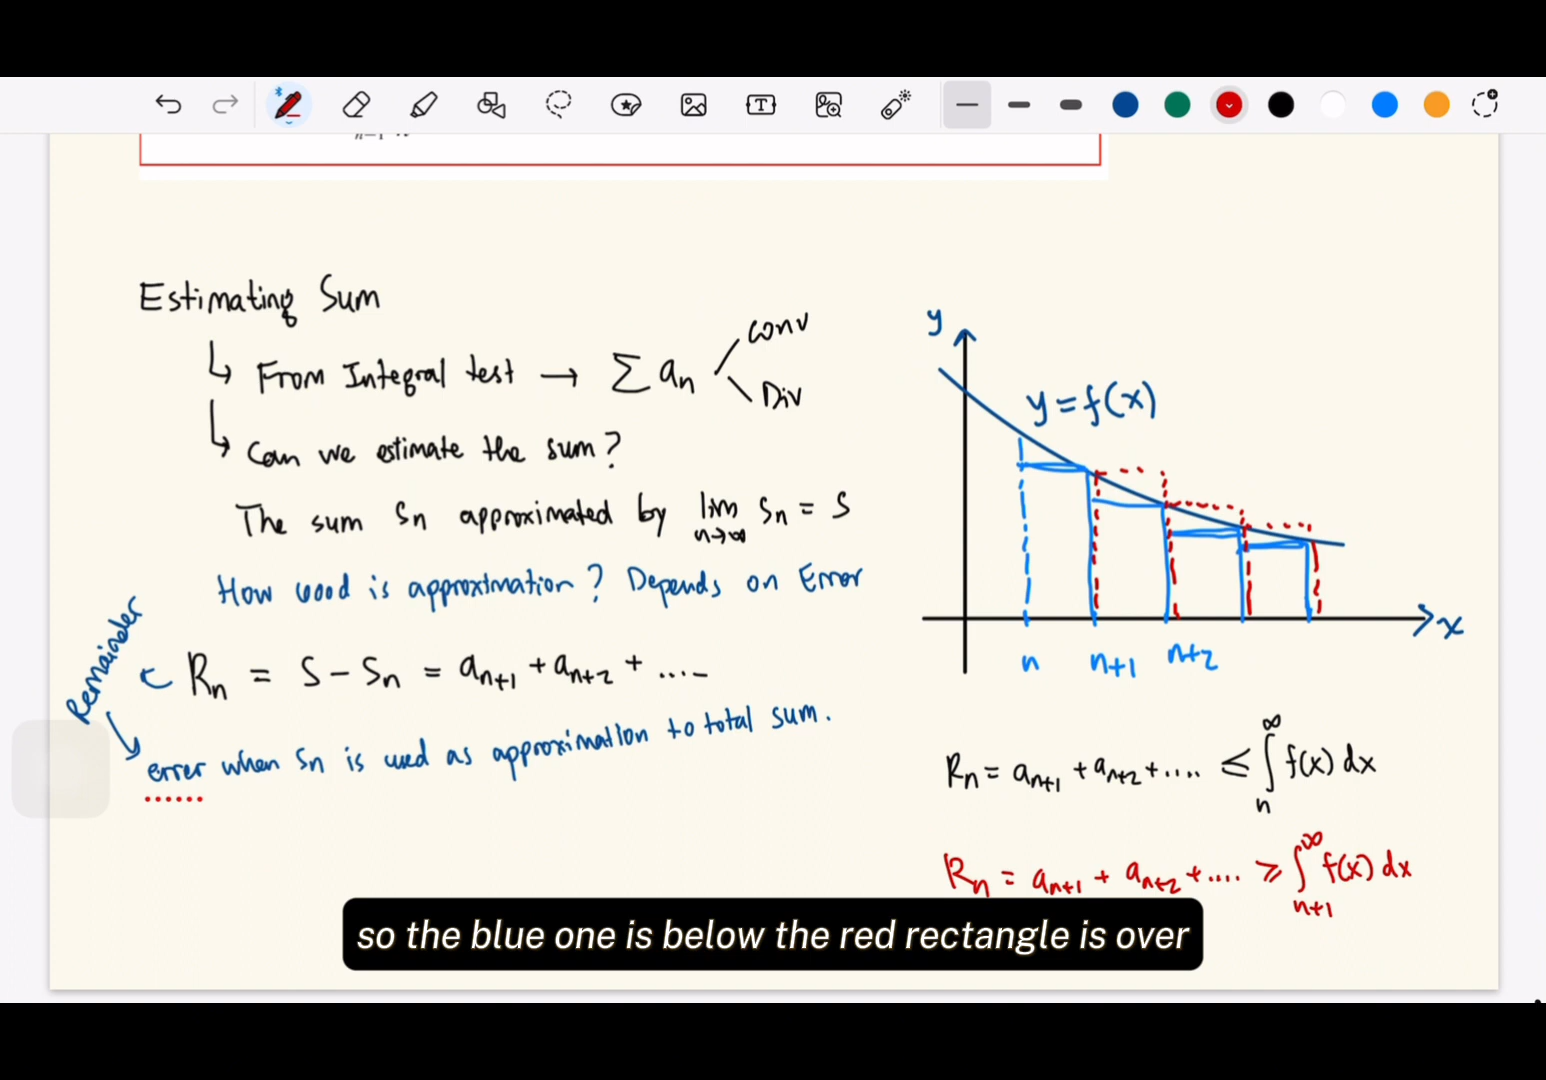 Estimating Sum
↳ From Integral test → ∑ aₙ
conv
Div
↳ Can we estimate the sum?
The sum Sₙ approximated by lim n→∞ Sₙ = S
How good is approximation? Depends on Error
Remainder
Rₙ = S - Sₙ = aₙ₊₁ + aₙ₊₂ + ....
error when Sₙ is used as approximation to total sum.
y
y = f(x)
x
n n+1 n+2
Rₙ = aₙ₊₁ + aₙ₊₂ + .... ≤ ∫ₙ^∞ f(x) dx
Rₙ = aₙ₊₁ + aₙ₊₂ + .... ≥ ∫ₙ₊₁^∞ f(x) dx
so the blue one is below the red rectangle is over